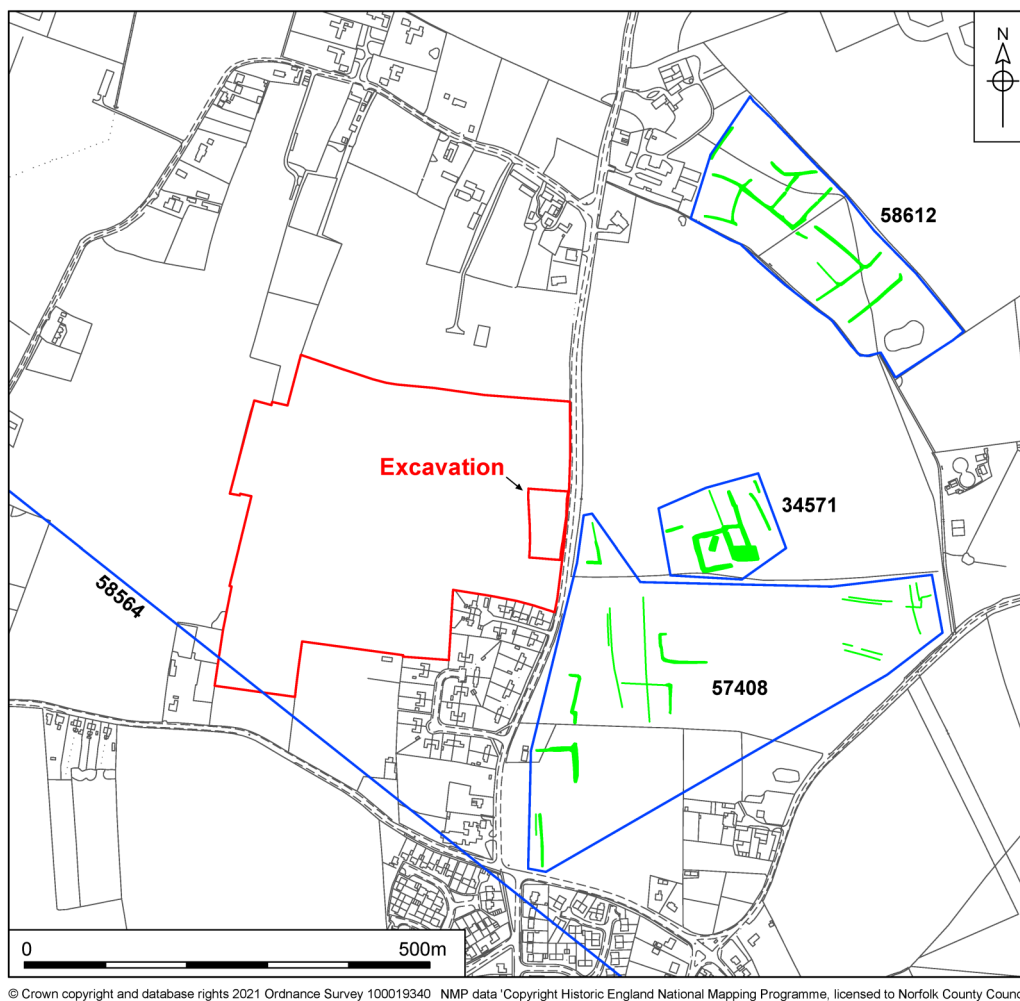 N
58612
Excavation
34571
58564
57408
0 500m
© Crown copyright and database rights 2021 Ordnance Survey 100019340 NMP data 'Copyright Historic England National Mapping Programme, licensed to Norfolk County Counc